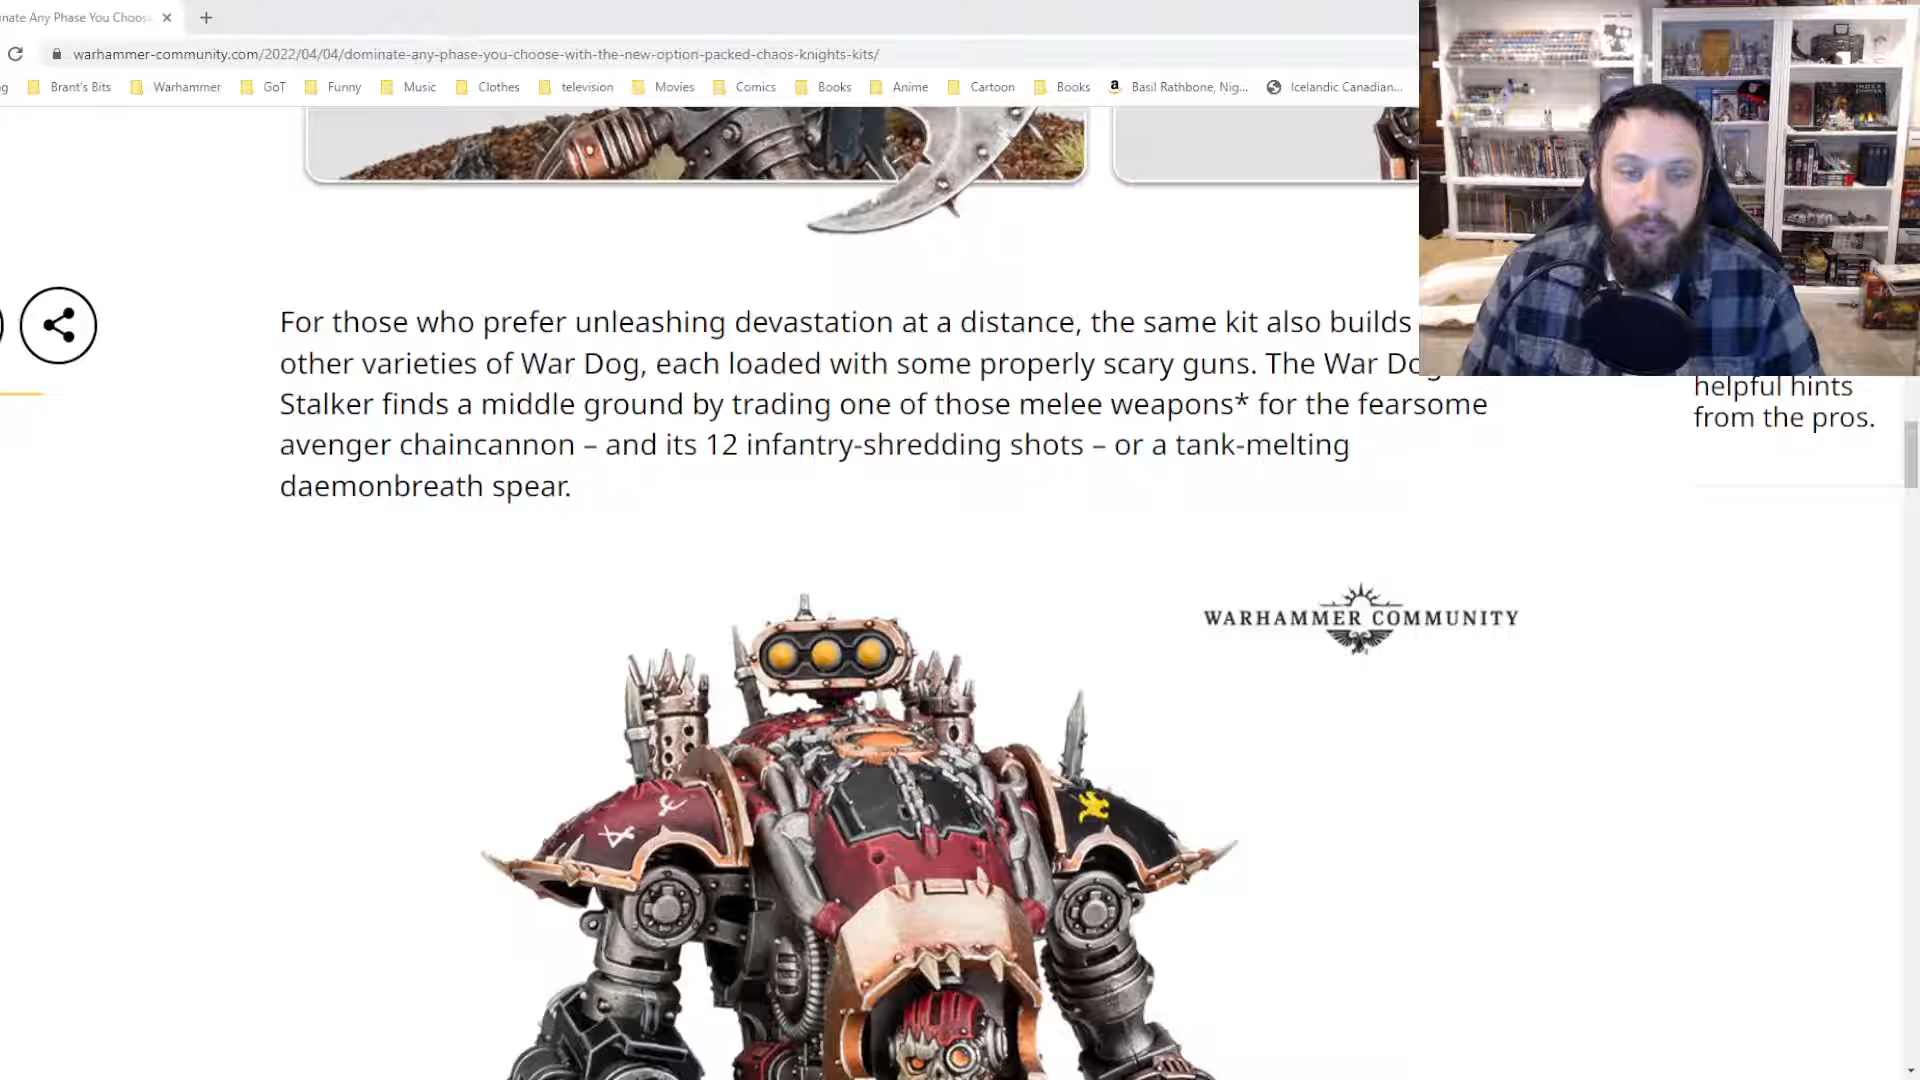 nate Any Phase You Choos
warhammer-community.com/2022/04/04/dominate-any-phase-you-choose-with-the-new-option-packed-chaos-knights-kits/
g Brant's Bits Warhammer GoT Funny Music Clothes television Movies Comics Books Anime Cartoon Books Basil Rathbone, Nig... Icelandic Canadian...
For those who prefer unleashing devastation at a distance, the same kit also builds
other varieties of War Dog, each loaded with some properly scary guns. The War Dog
Stalker finds a middle ground by trading one of those melee weapons* for the fearsome
avenger chaincannon – and its 12 infantry-shredding shots – or a tank-melting
daemonbreath spear.
helpful hints
from the pros.
WARHAMMER COMMUNITY